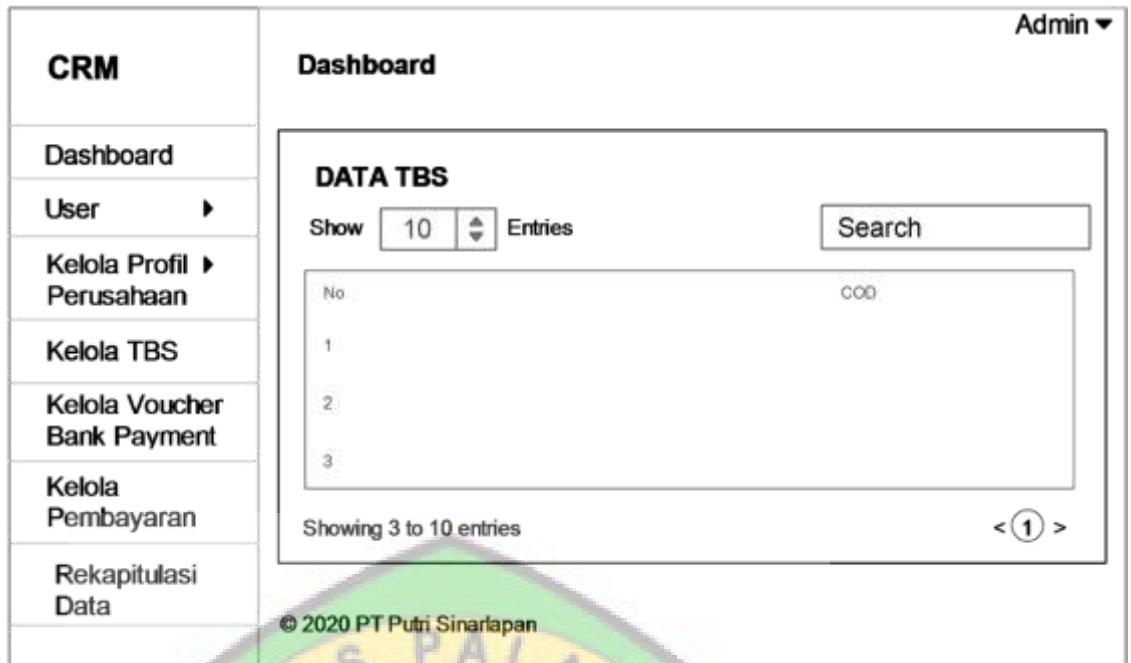 Admin
CRM
Dashboard
Dashboard
User
Kelola Profil
Perusahaan
Kelola TBS
Kelola Voucher
Bank Payment
Kelola
Pembayaran
Rekapitulasi
Data
DATA TBS
Show 10 Entries
Search
No COD
1
2
3
Showing 3 to 10 entries
< 1 >
© 2020 PT Putri Sinarlapan